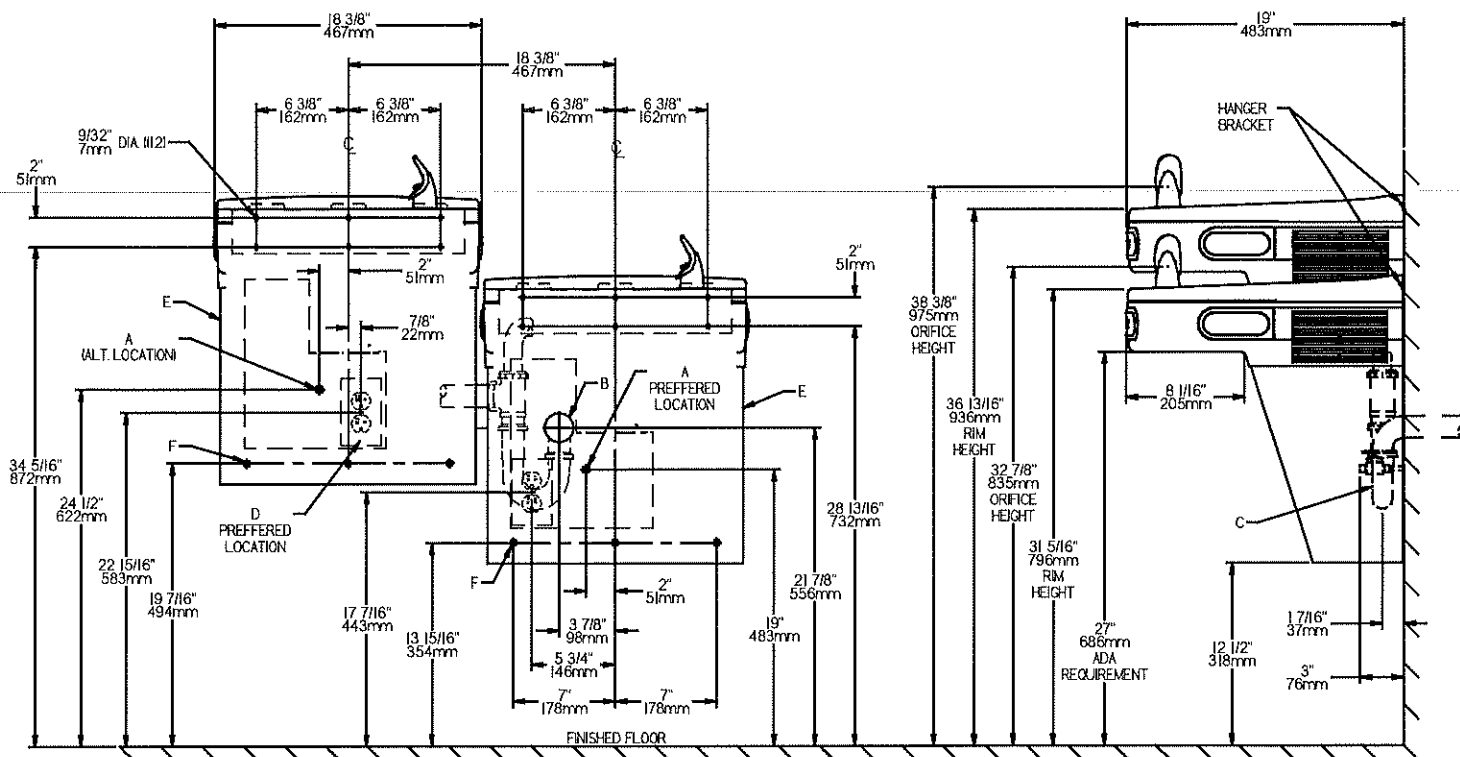 18 3/8"
467mm
18 3/8"
467mm
6 3/8"
162mm
6 3/8"
162mm
6 3/8"
162mm
6 3/8"
162mm
9/32"
7mm DIA. (112)
2"
51mm
2"
51mm
E
7/8"
22mm
A
(ALT. LOCATION)
F
34 5/16"
872mm
24 1/2"
622mm
22 15/16"
583mm
19 7/16"
494mm
D
PREFFERED
LOCATION
2"
51mm
B
A
PREFFERED
LOCATION
E
F
17 7/16"
443mm
13 15/16"
354mm
2"
51mm
3 7/8"
98mm
5 3/4"
146mm
7"
178mm
7"
178mm
28 13/16"
732mm
21 7/8"
556mm
19"
483mm
FINISHED FLOOR
19"
483mm
HANGER
BRACKET
38 3/8"
975mm
ORIFICE
HEIGHT
36 13/16"
936mm
RIM
HEIGHT
32 7/8"
835mm
ORIFICE
HEIGHT
31 5/16"
796mm
RIM
HEIGHT
8 1/16"
205mm
C
27"
686mm
ADA
REQUIREMENT
12 1/2"
318mm
1 7/16"
37mm
3"
76mm